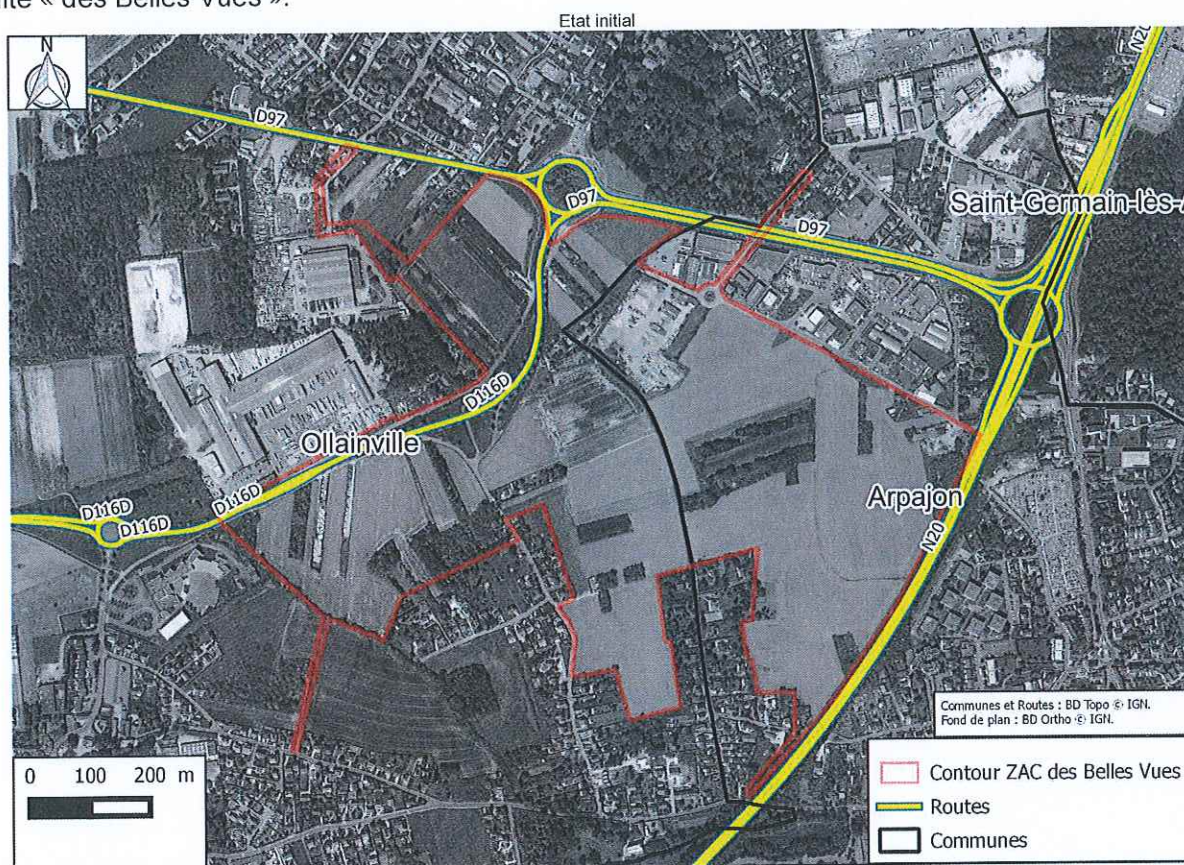 « des Belles Vues ».
Etat initial
N
D97
D97
D97
N20
Saint-Germain-lès-
D116D
Ollainville
D116D
D116D
D116D
Arpajon
N20
Communes et Routes : BD Topo © IGN.
Fond de plan : BD Ortho © IGN.
0 100 200 m
Contour ZAC des Belles Vues
Routes
Communes